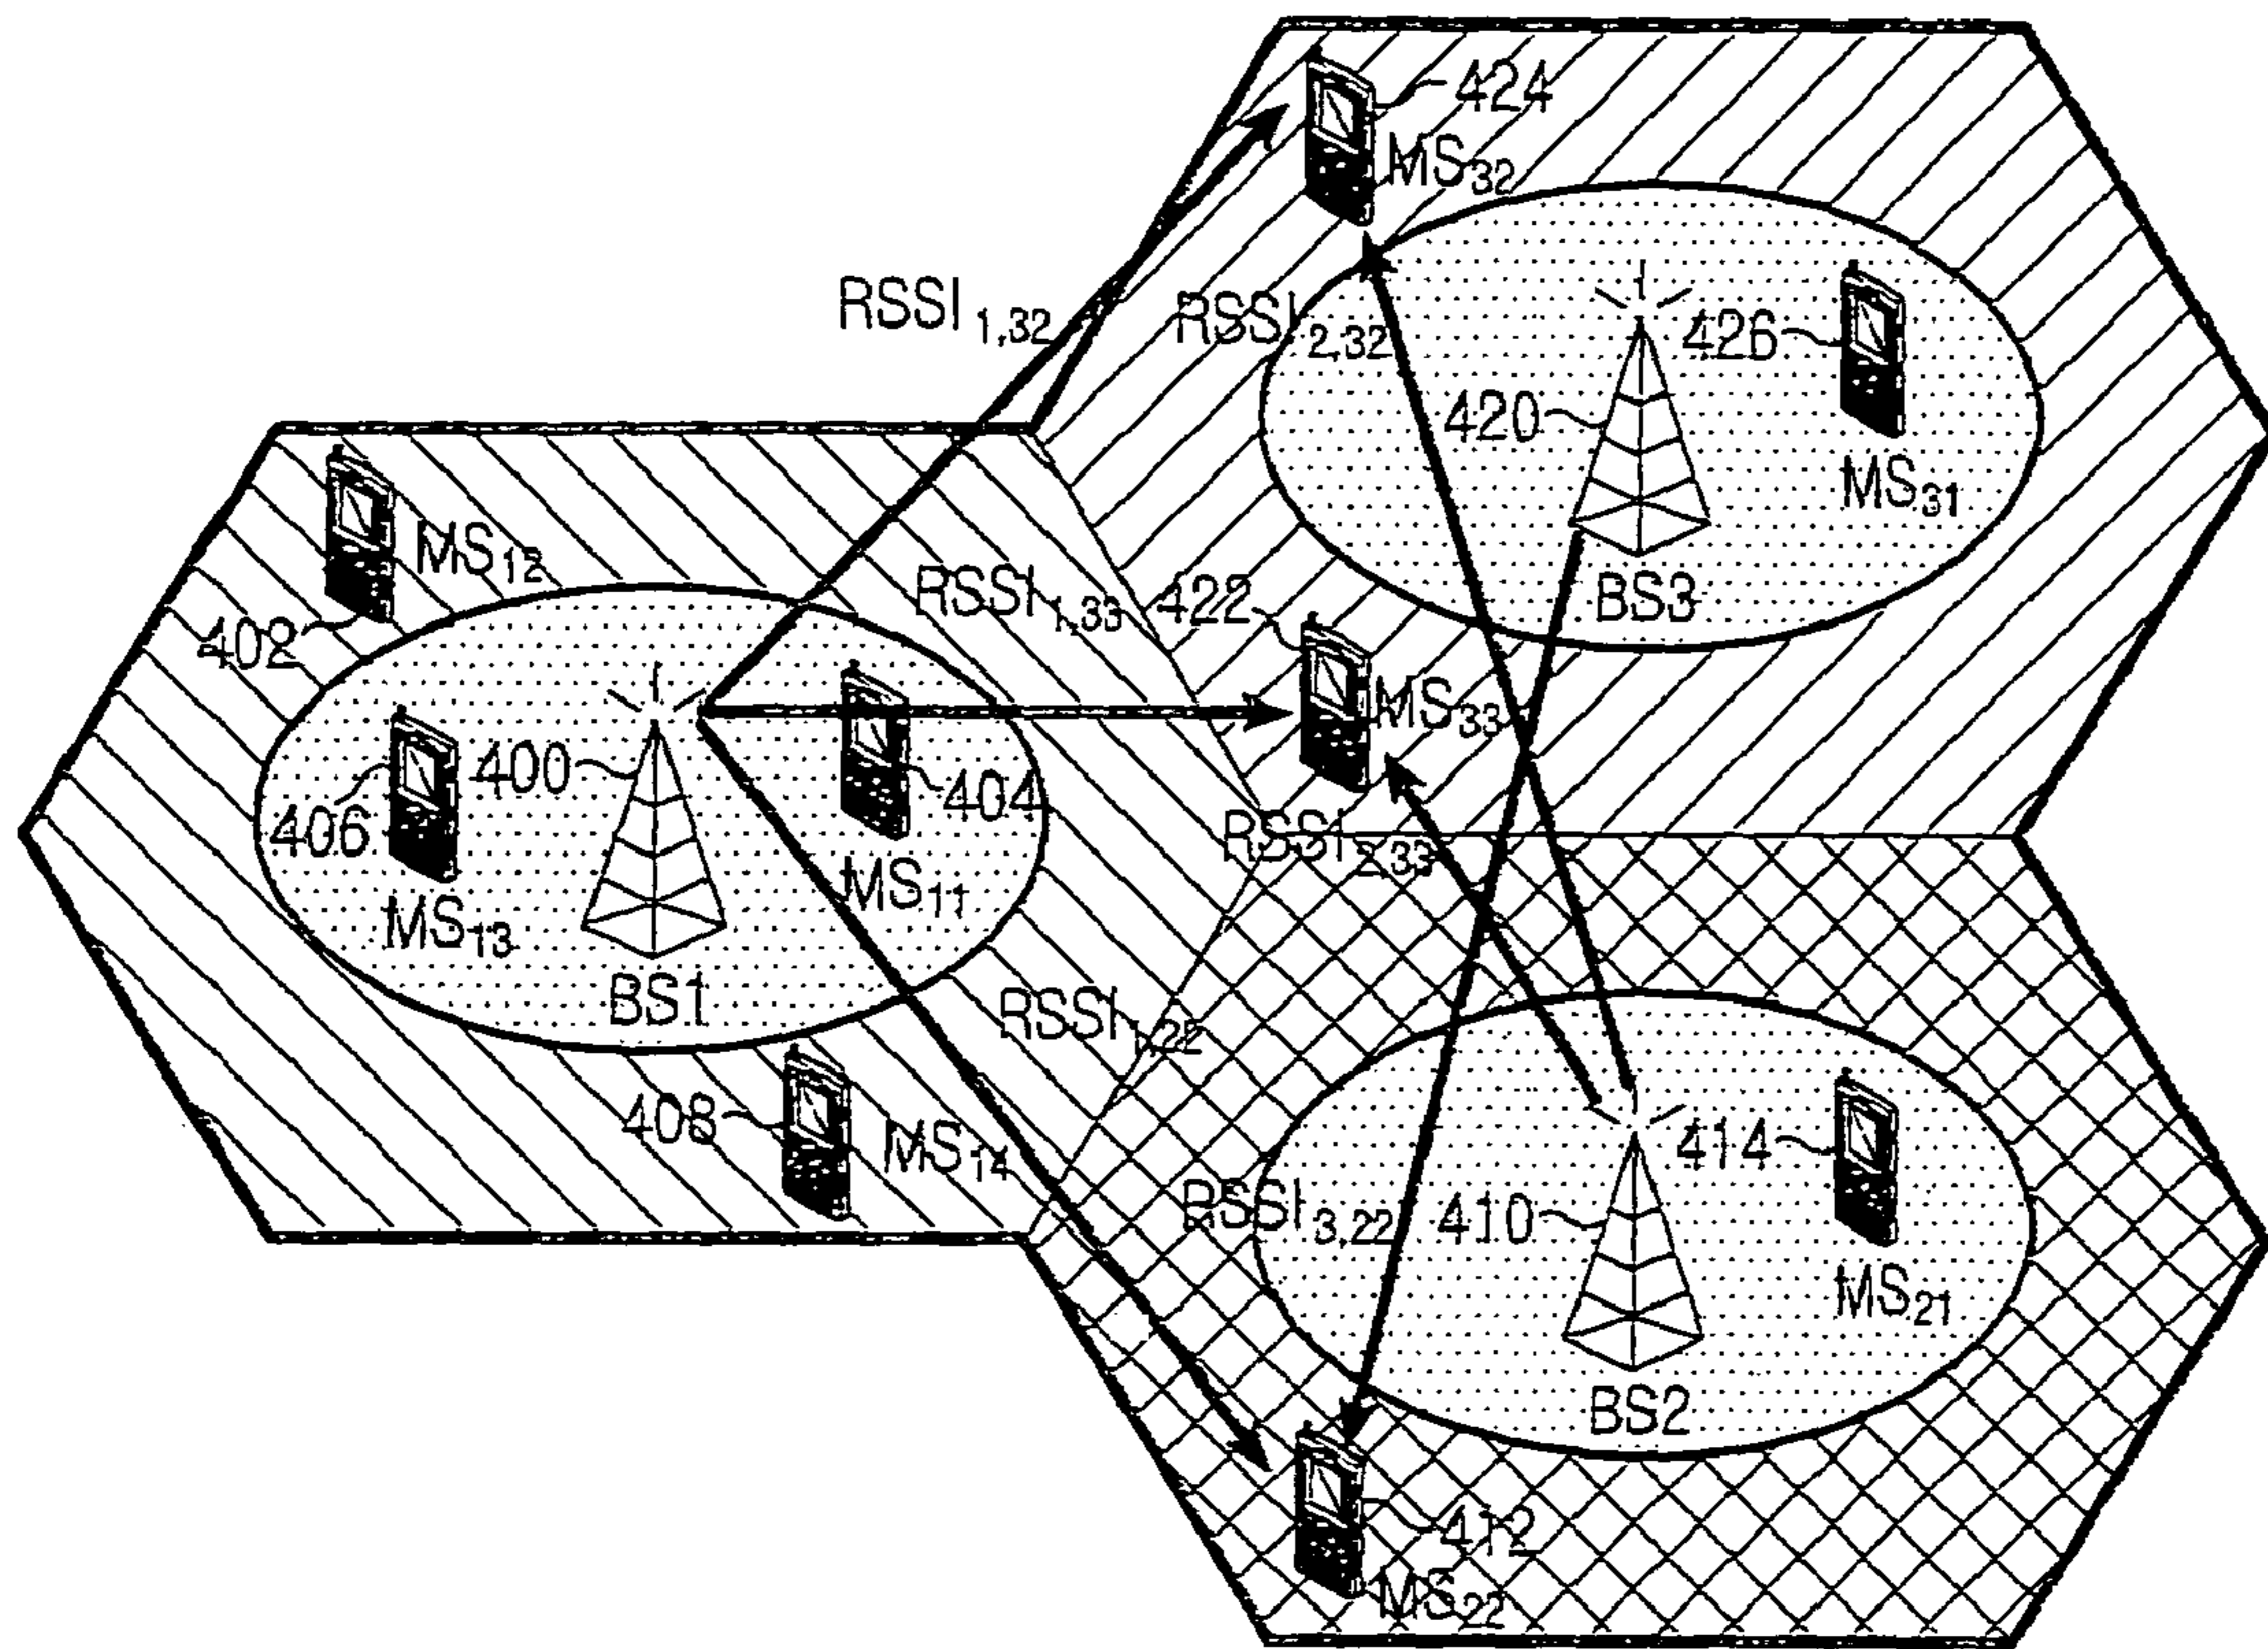 424
MS32
RSSI 1,32
RSSI 2,32
426
420
MS31
MS12
RSSI 1,33
422
BS3
402
MS33
400
404
406
RSSI 2,33
MS11
MS13
BS1
RSSI 1,22
408
414
MS14
RSSI 3,22
410
MS21
BS2
412
MS22